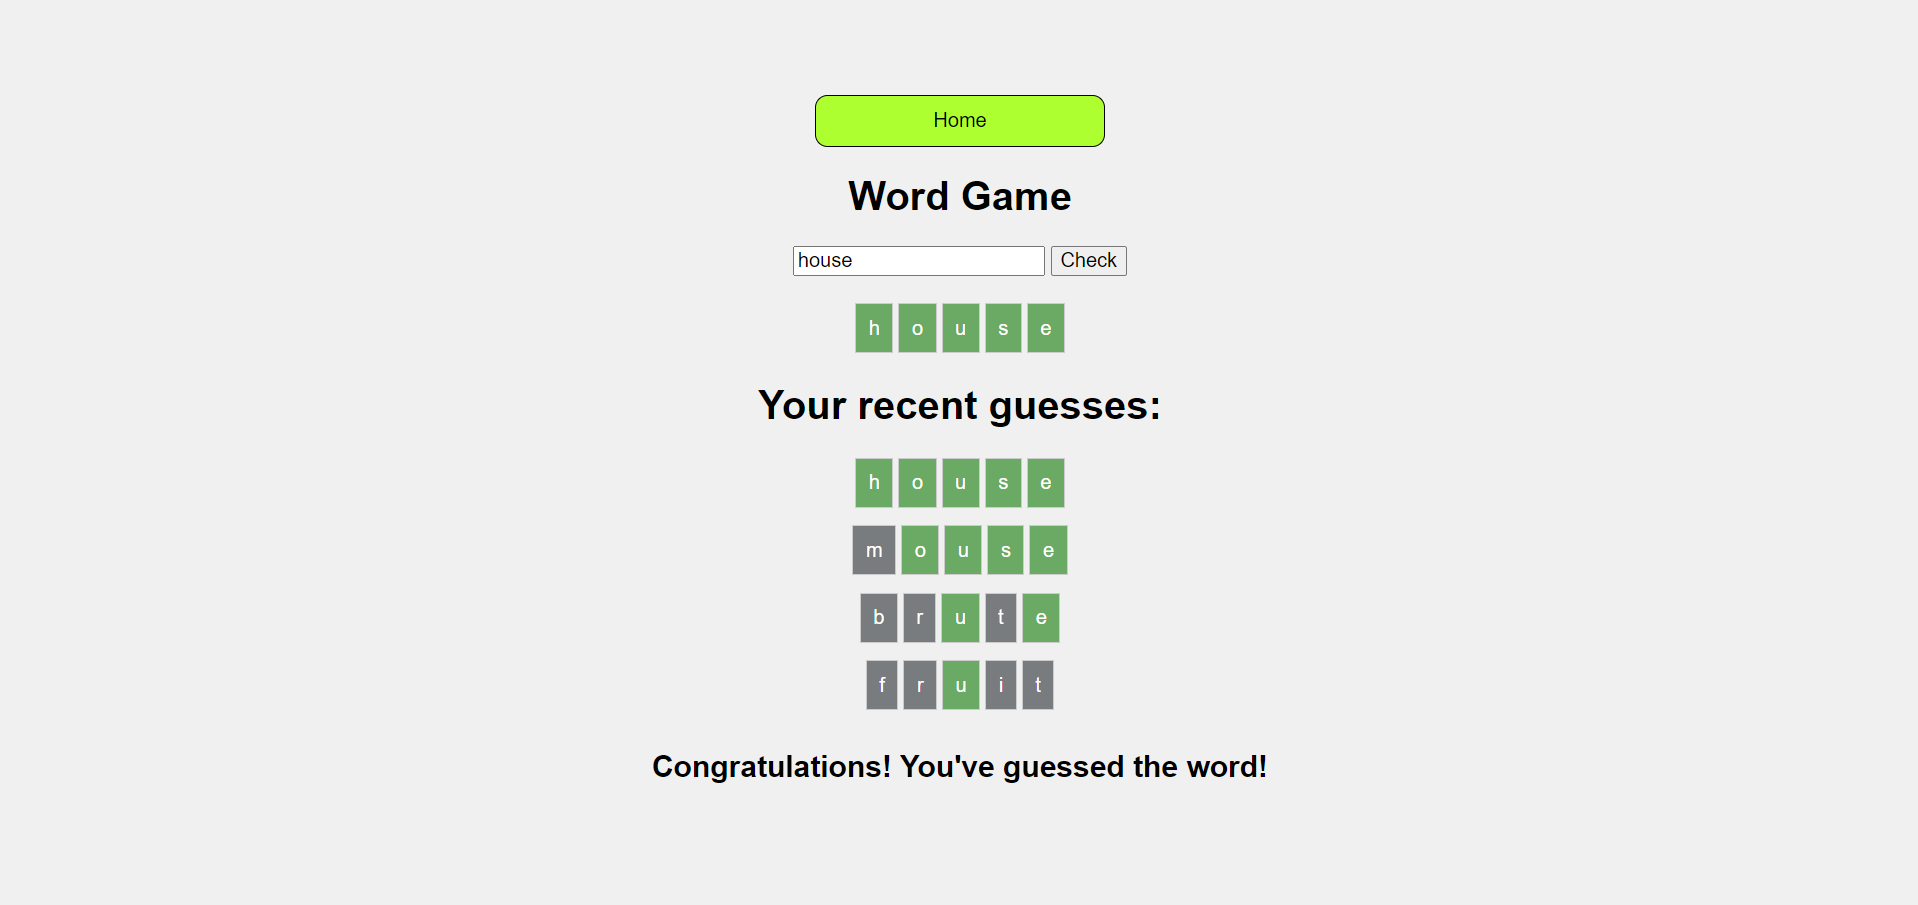 Home
Word Game
house Check
h o u s e
Your recent guesses:
h o u s e
m o u s e
b r u t e
f r u i t
Congratulations! You've guessed the word!